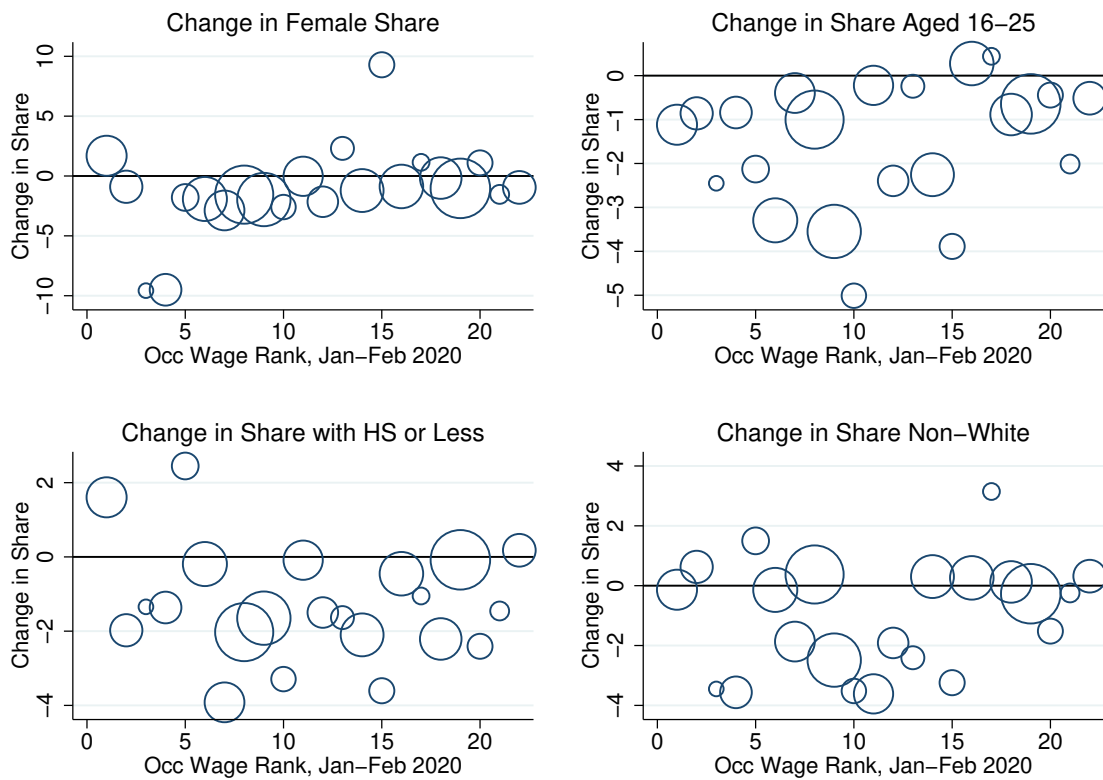 Change in Female Share
Change in Share
10
5
0
−5
−10
0 5 10 15 20
Occ Wage Rank, Jan−Feb 2020
Change in Share Aged 16−25
Change in Share
0
−1
−2
−3
−4
−5
0 5 10 15 20
Occ Wage Rank, Jan−Feb 2020
Change in Share with HS or Less
Change in Share
2
0
−2
−4
0 5 10 15 20
Occ Wage Rank, Jan−Feb 2020
Change in Share Non−White
Change in Share
4
2
0
−2
−4
0 5 10 15 20
Occ Wage Rank, Jan−Feb 2020